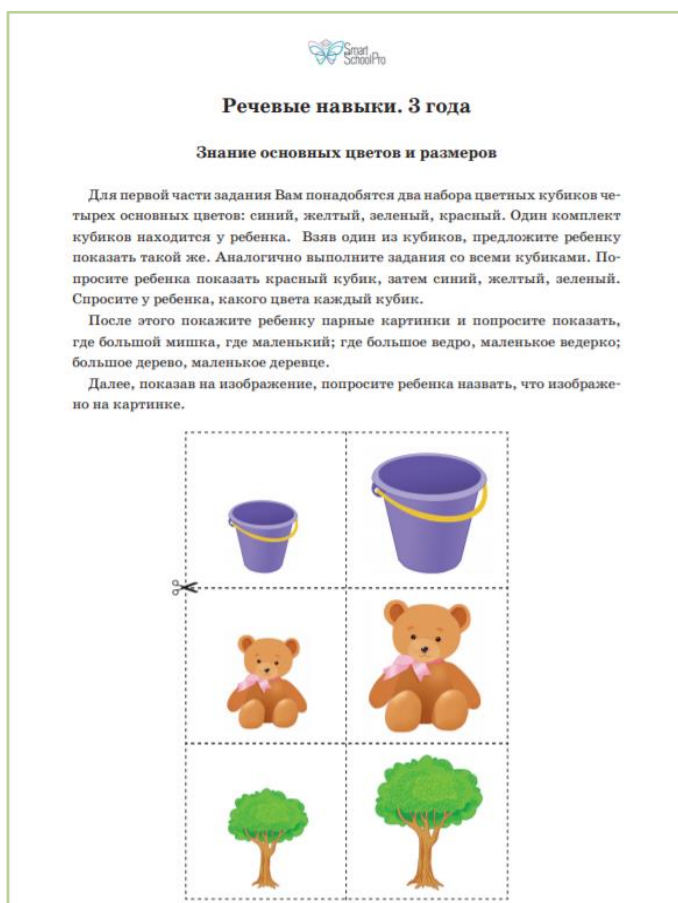 Smart
SchoolPro
Речевые навыки. 3 года
Знание основных цветов и размеров
Для первой части задания Вам понадобятся два набора цветных кубиков че-
тырех основных цветов: синий, желтый, зеленый, красный. Один комплект
кубиков находится у ребенка. Взяв один из кубиков, предложите ребенку
показать такой же. Аналогично выполните задания со всеми кубиками. По-
просите ребенка показать красный кубик, затем синий, желтый, зеленый.
Спросите у ребенка, какого цвета каждый кубик.
После этого покажите ребенку парные картинки и попросите показать,
где большой мишка, где маленький; где большое ведро, маленькое ведерко;
большое дерево, маленькое деревце.
Далее, показав на изображение, попросите ребенка назвать, что изображе-
но на картинке.